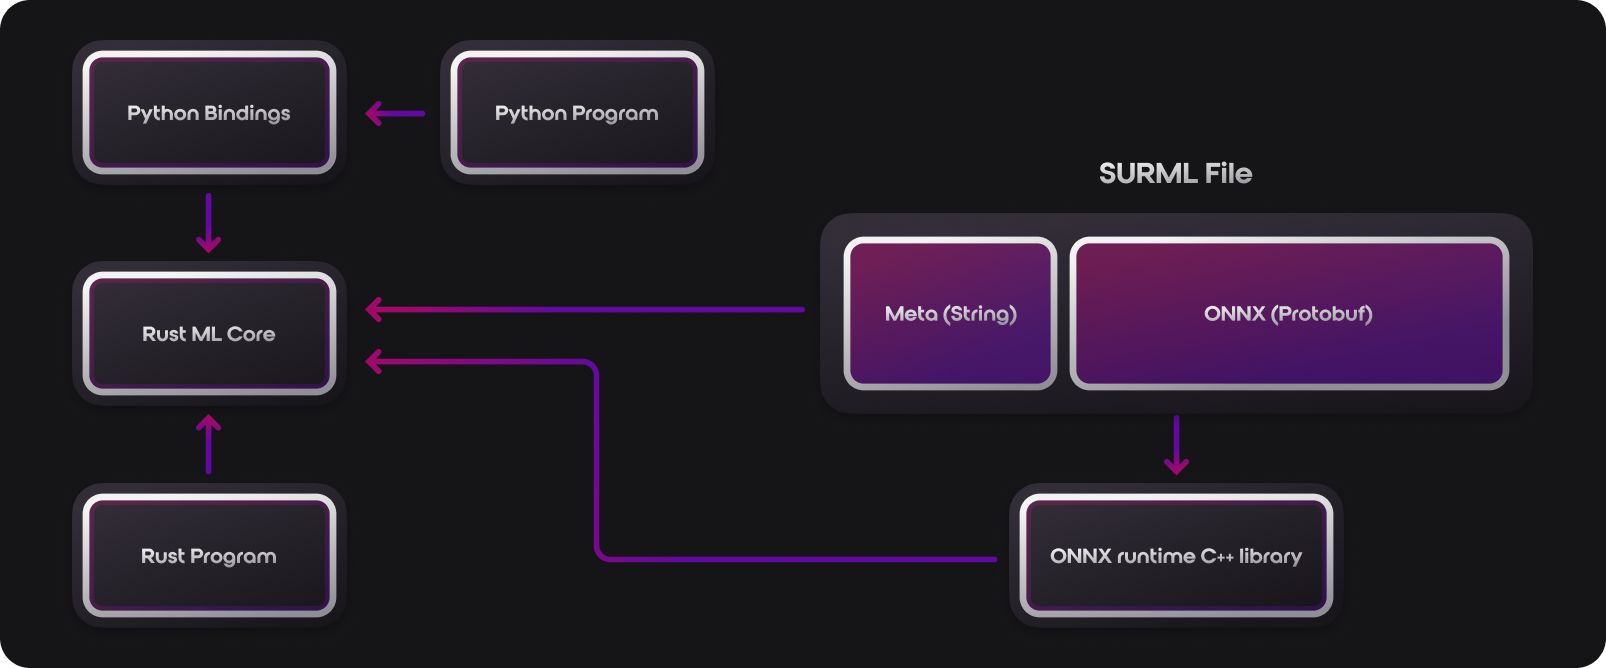 Python Bindings
Python Program
SURML File
Rust ML Core
Meta (String)
ONNX (Protobuf)
Rust Program
ONNX runtime C++ library